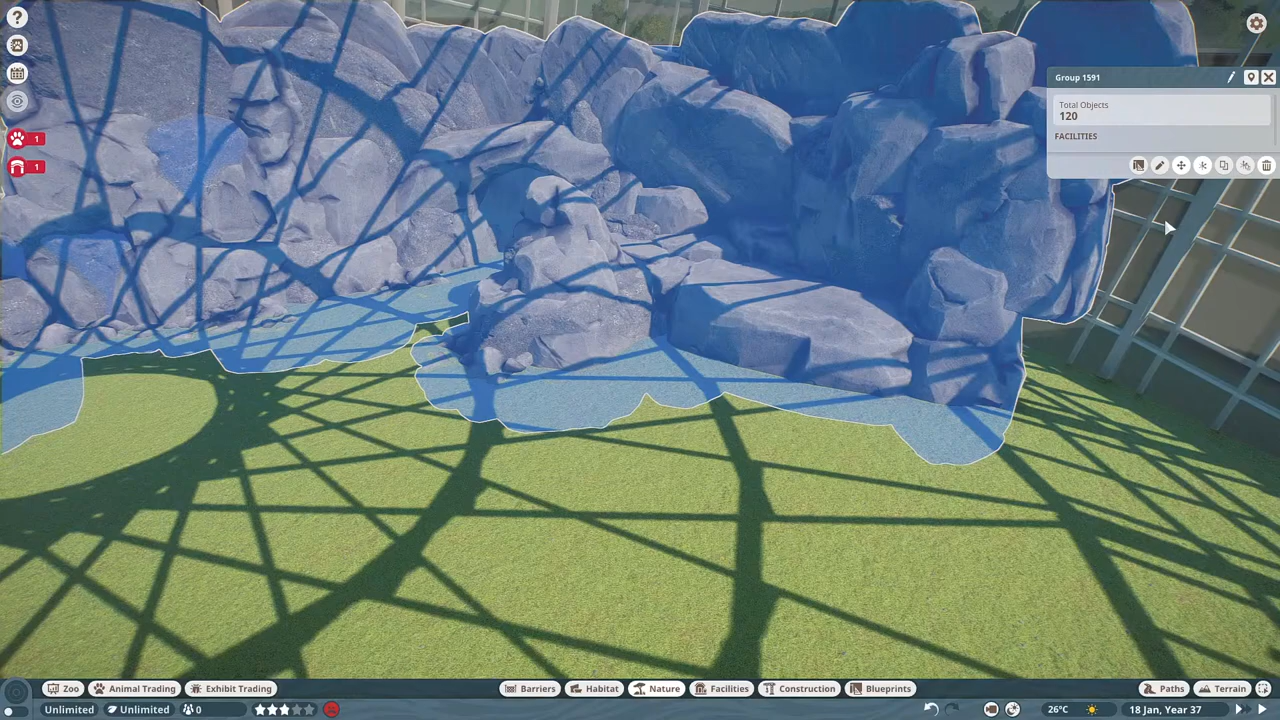 ?
Group 1591
Total Objects
120
FACILITIES
1
1
Zoo
Animal Trading
Exhibit Trading
Barriers
Habitat
Nature
Facilities
Construction
Blueprints
Paths
Terrain
Unlimited
Unlimited
0
26°C
18 Jan, Year 37